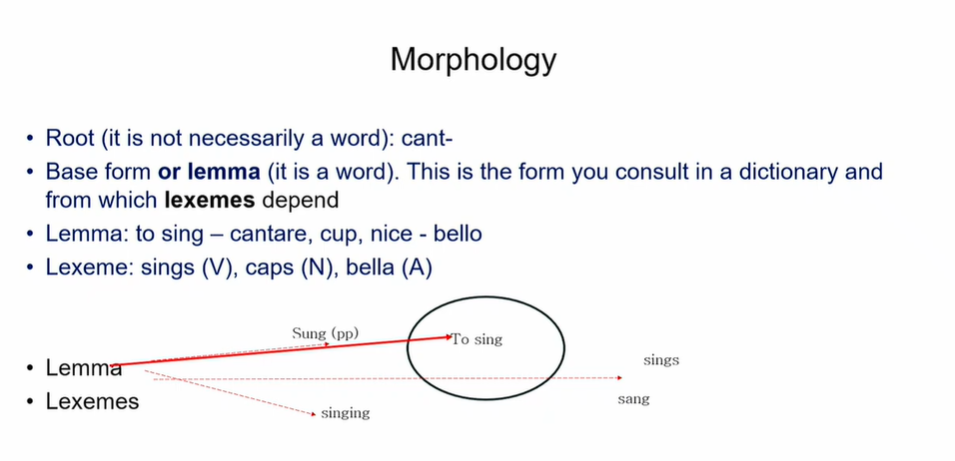 Morphology
• Root (it is not necessarily a word): cant-
• Base form or lemma (it is a word). This is the form you consult in a dictionary and
from which lexemes depend
• Lemma: to sing – cantare, cup, nice - bello
• Lexeme: sings (V), caps (N), bella (A)
Sung (pp)
To sing
• Lemma
sings
• Lexemes
sang
singing